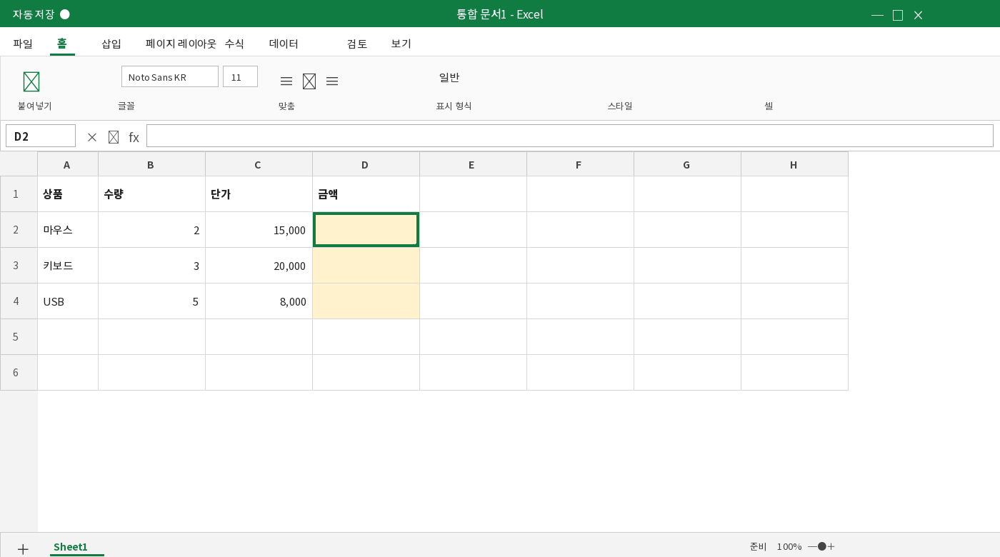 자동 저장 통합 문서1 - Excel
파일 홈 삽입 페이지 레이아웃 수식 데이터 검토 보기
Noto Sans KR 11 일반
붙여넣기 글꼴 맞춤 표시 형식 스타일 셀
D2 fx
A B C D E F G H
1 상품 수량 단가 금액
2 마우스 2 15,000
3 키보드 3 20,000
4 USB 5 8,000
5
6
Sheet1 준비 100%